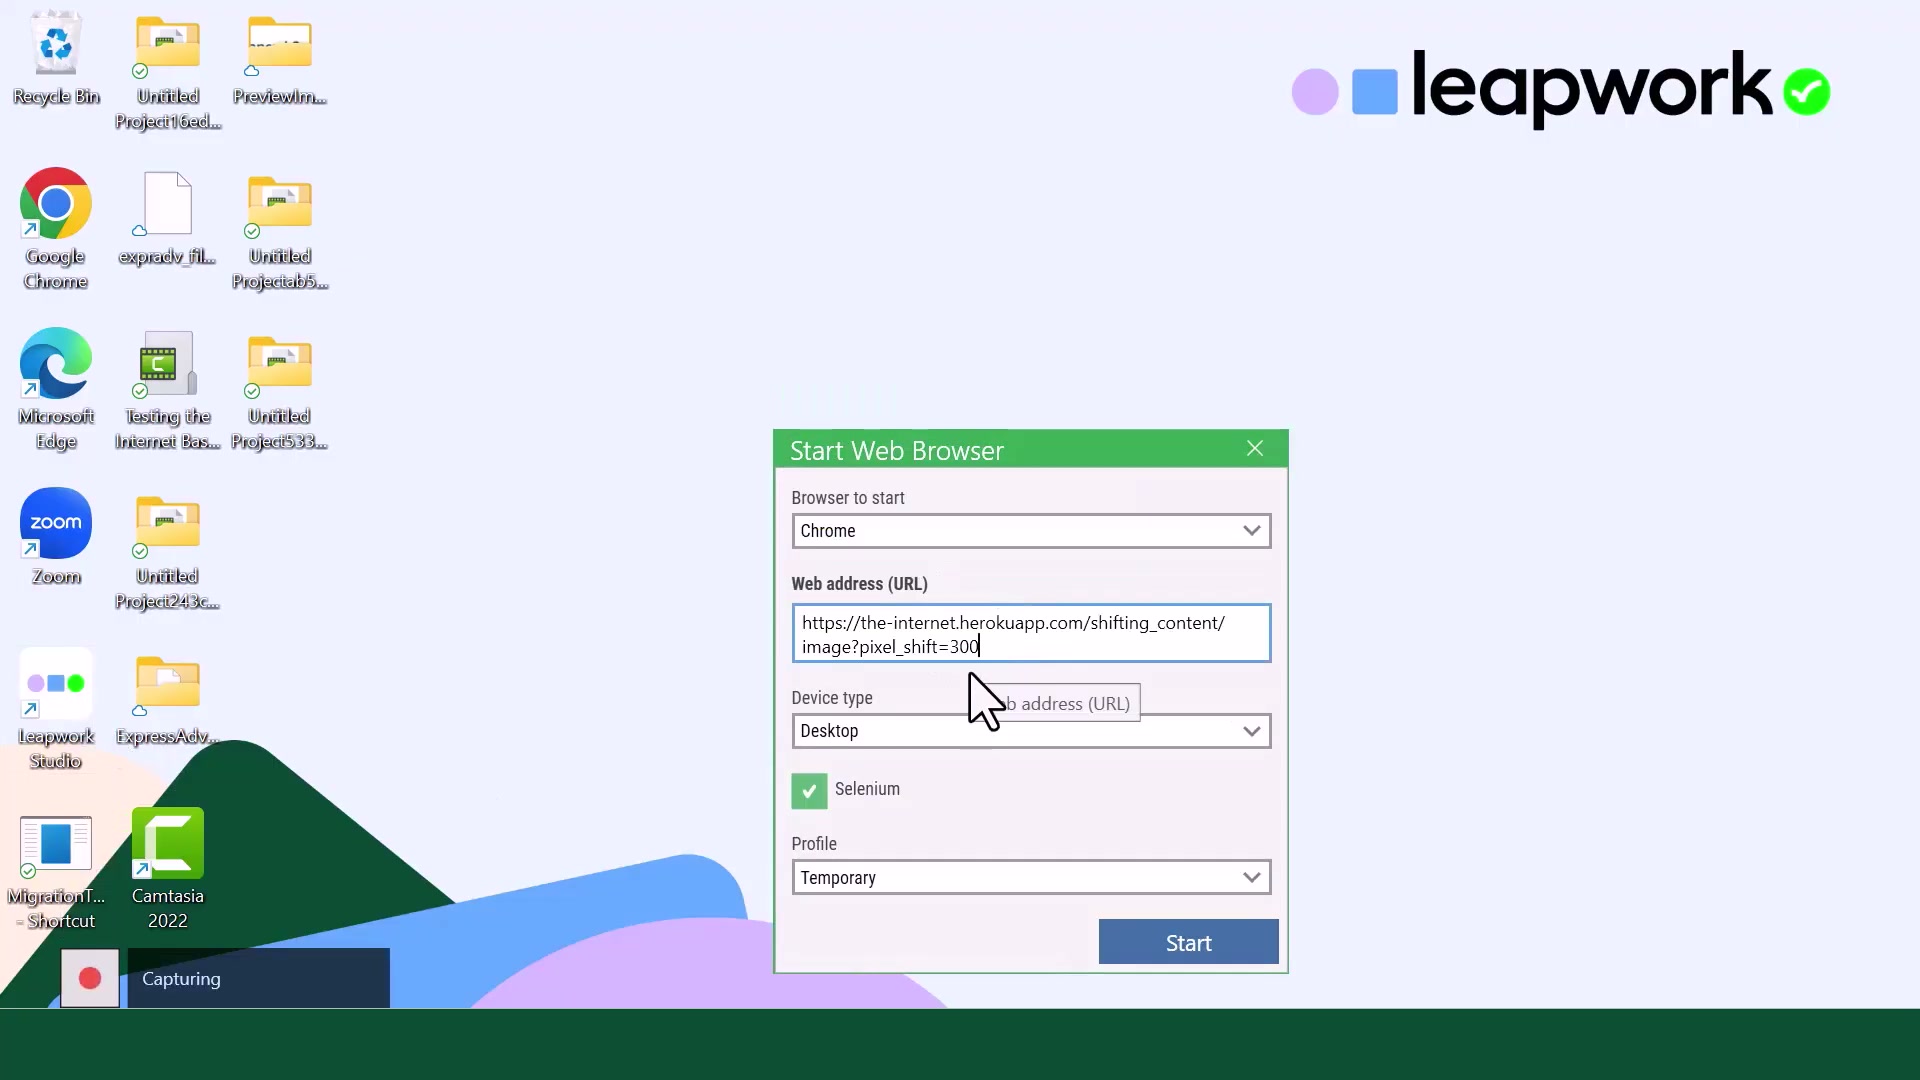 Recycle Bin
Untitled
Project16ed...
PreviewIm...
leapwork
Google
Chrome
expradv_fil...
Untitled
Projectab5...
Microsoft
Edge
Testing the
Internet Bas...
Untitled
Project533...
zoom
Zoom
Untitled
Project243c...
Leapwork
Studio
ExpressAdv...
MigrationT...
- Shortcut
Camtasia
2022
Capturing
Start Web Browser
Browser to start
Chrome
Web address (URL)
https://the-internet.herokuapp.com/shifting_content/
image?pixel_shift=300
Device type
address (URL)
Desktop
Selenium
Profile
Temporary
Start